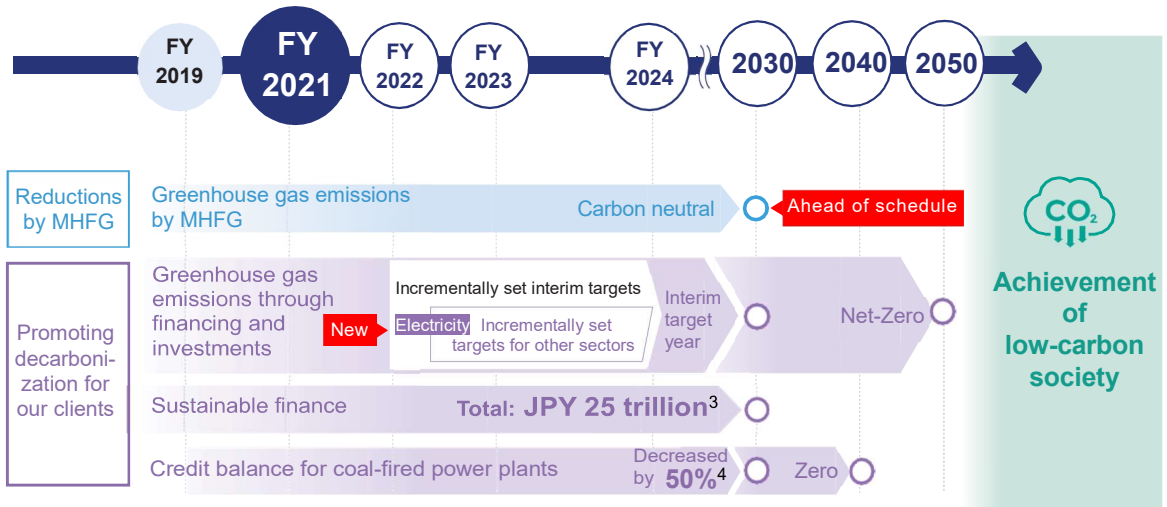 FY
2019
FY
2021
FY
2022
FY
2023
FY
2024
2030
2040
2050
Reductions
by MHFG
Greenhouse gas emissions
by MHFG
Carbon neutral
Ahead of schedule
Promoting
decarboni-
zation for
our clients
Greenhouse gas
emissions through
financing and
investments
New
Incrementally set interim targets
Electricity
Incrementally set
targets for other sectors
Interim
target
year
Net-Zero
Sustainable finance
Total: JPY 25 trillion3
Credit balance for coal-fired power plants
Decreased
by 50%4
Zero
CO2
Achievement
of
low-carbon
society